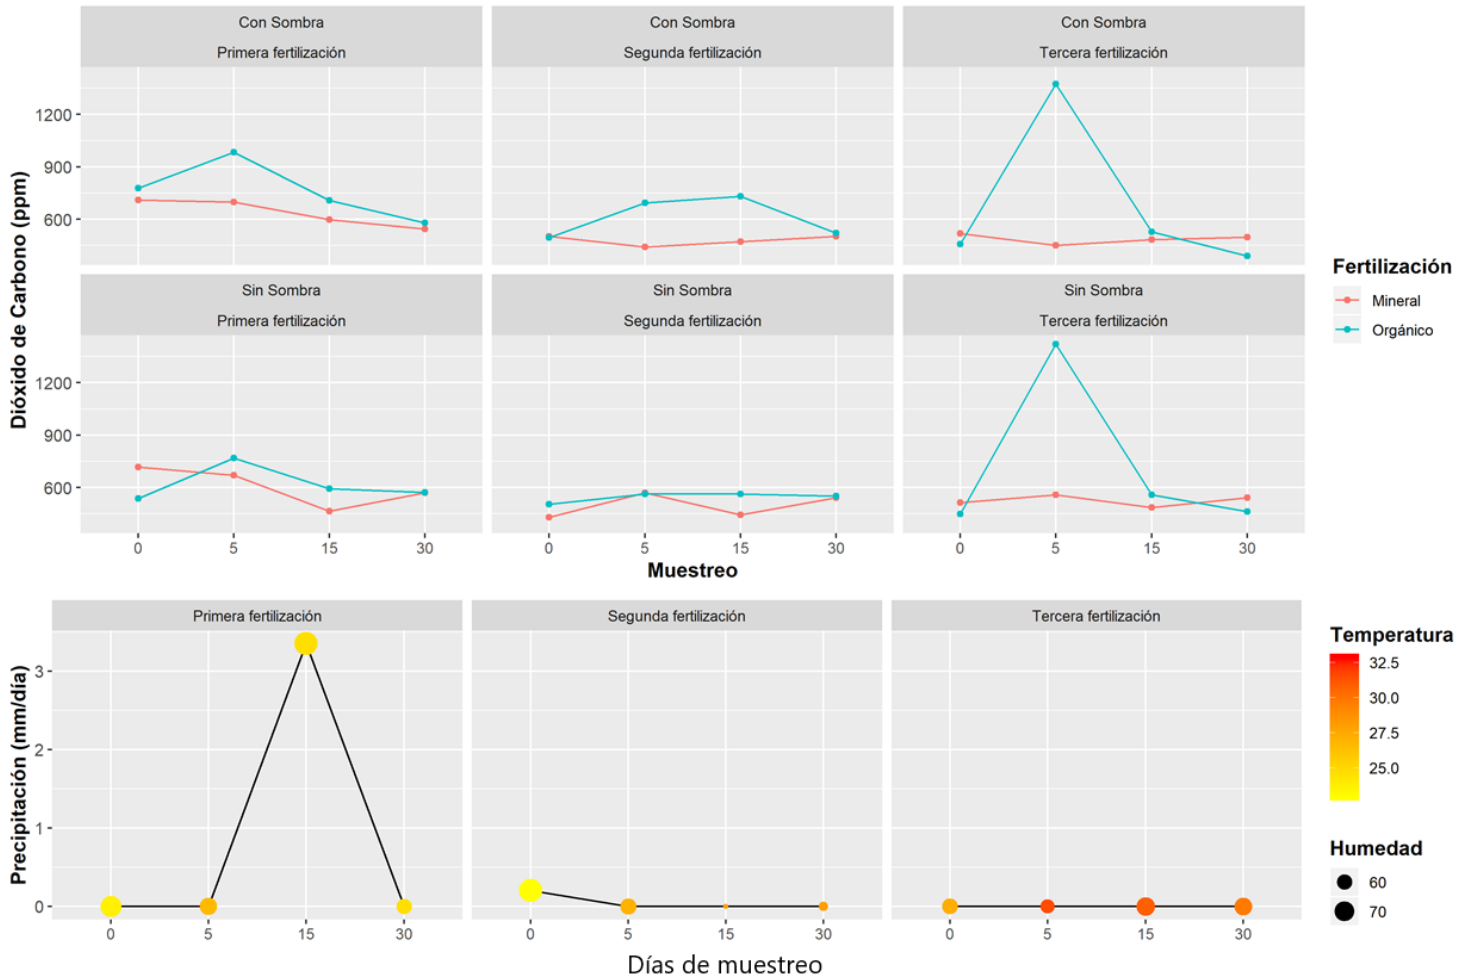 Con Sombra
Con Sombra
Con Sombra
Primera fertilización
Segunda fertilización
Tercera fertilización
1200
900
600
Sin Sombra
Sin Sombra
Sin Sombra
Primera fertilización
Segunda fertilización
Tercera fertilización
1200
900
600
0 5 15 30
0 5 15 30
0 5 15 30
Dióxido de Carbono (ppm)
Muestreo
Fertilización
Mineral
Orgánico
Primera fertilización
Segunda fertilización
Tercera fertilización
3
2
1
0
0 5 15 30
0 5 15 30
0 5 15 30
Precipitación (mm/día)
Días de muestreo
Temperatura
32.5
30.0
27.5
25.0
Humedad
60
70